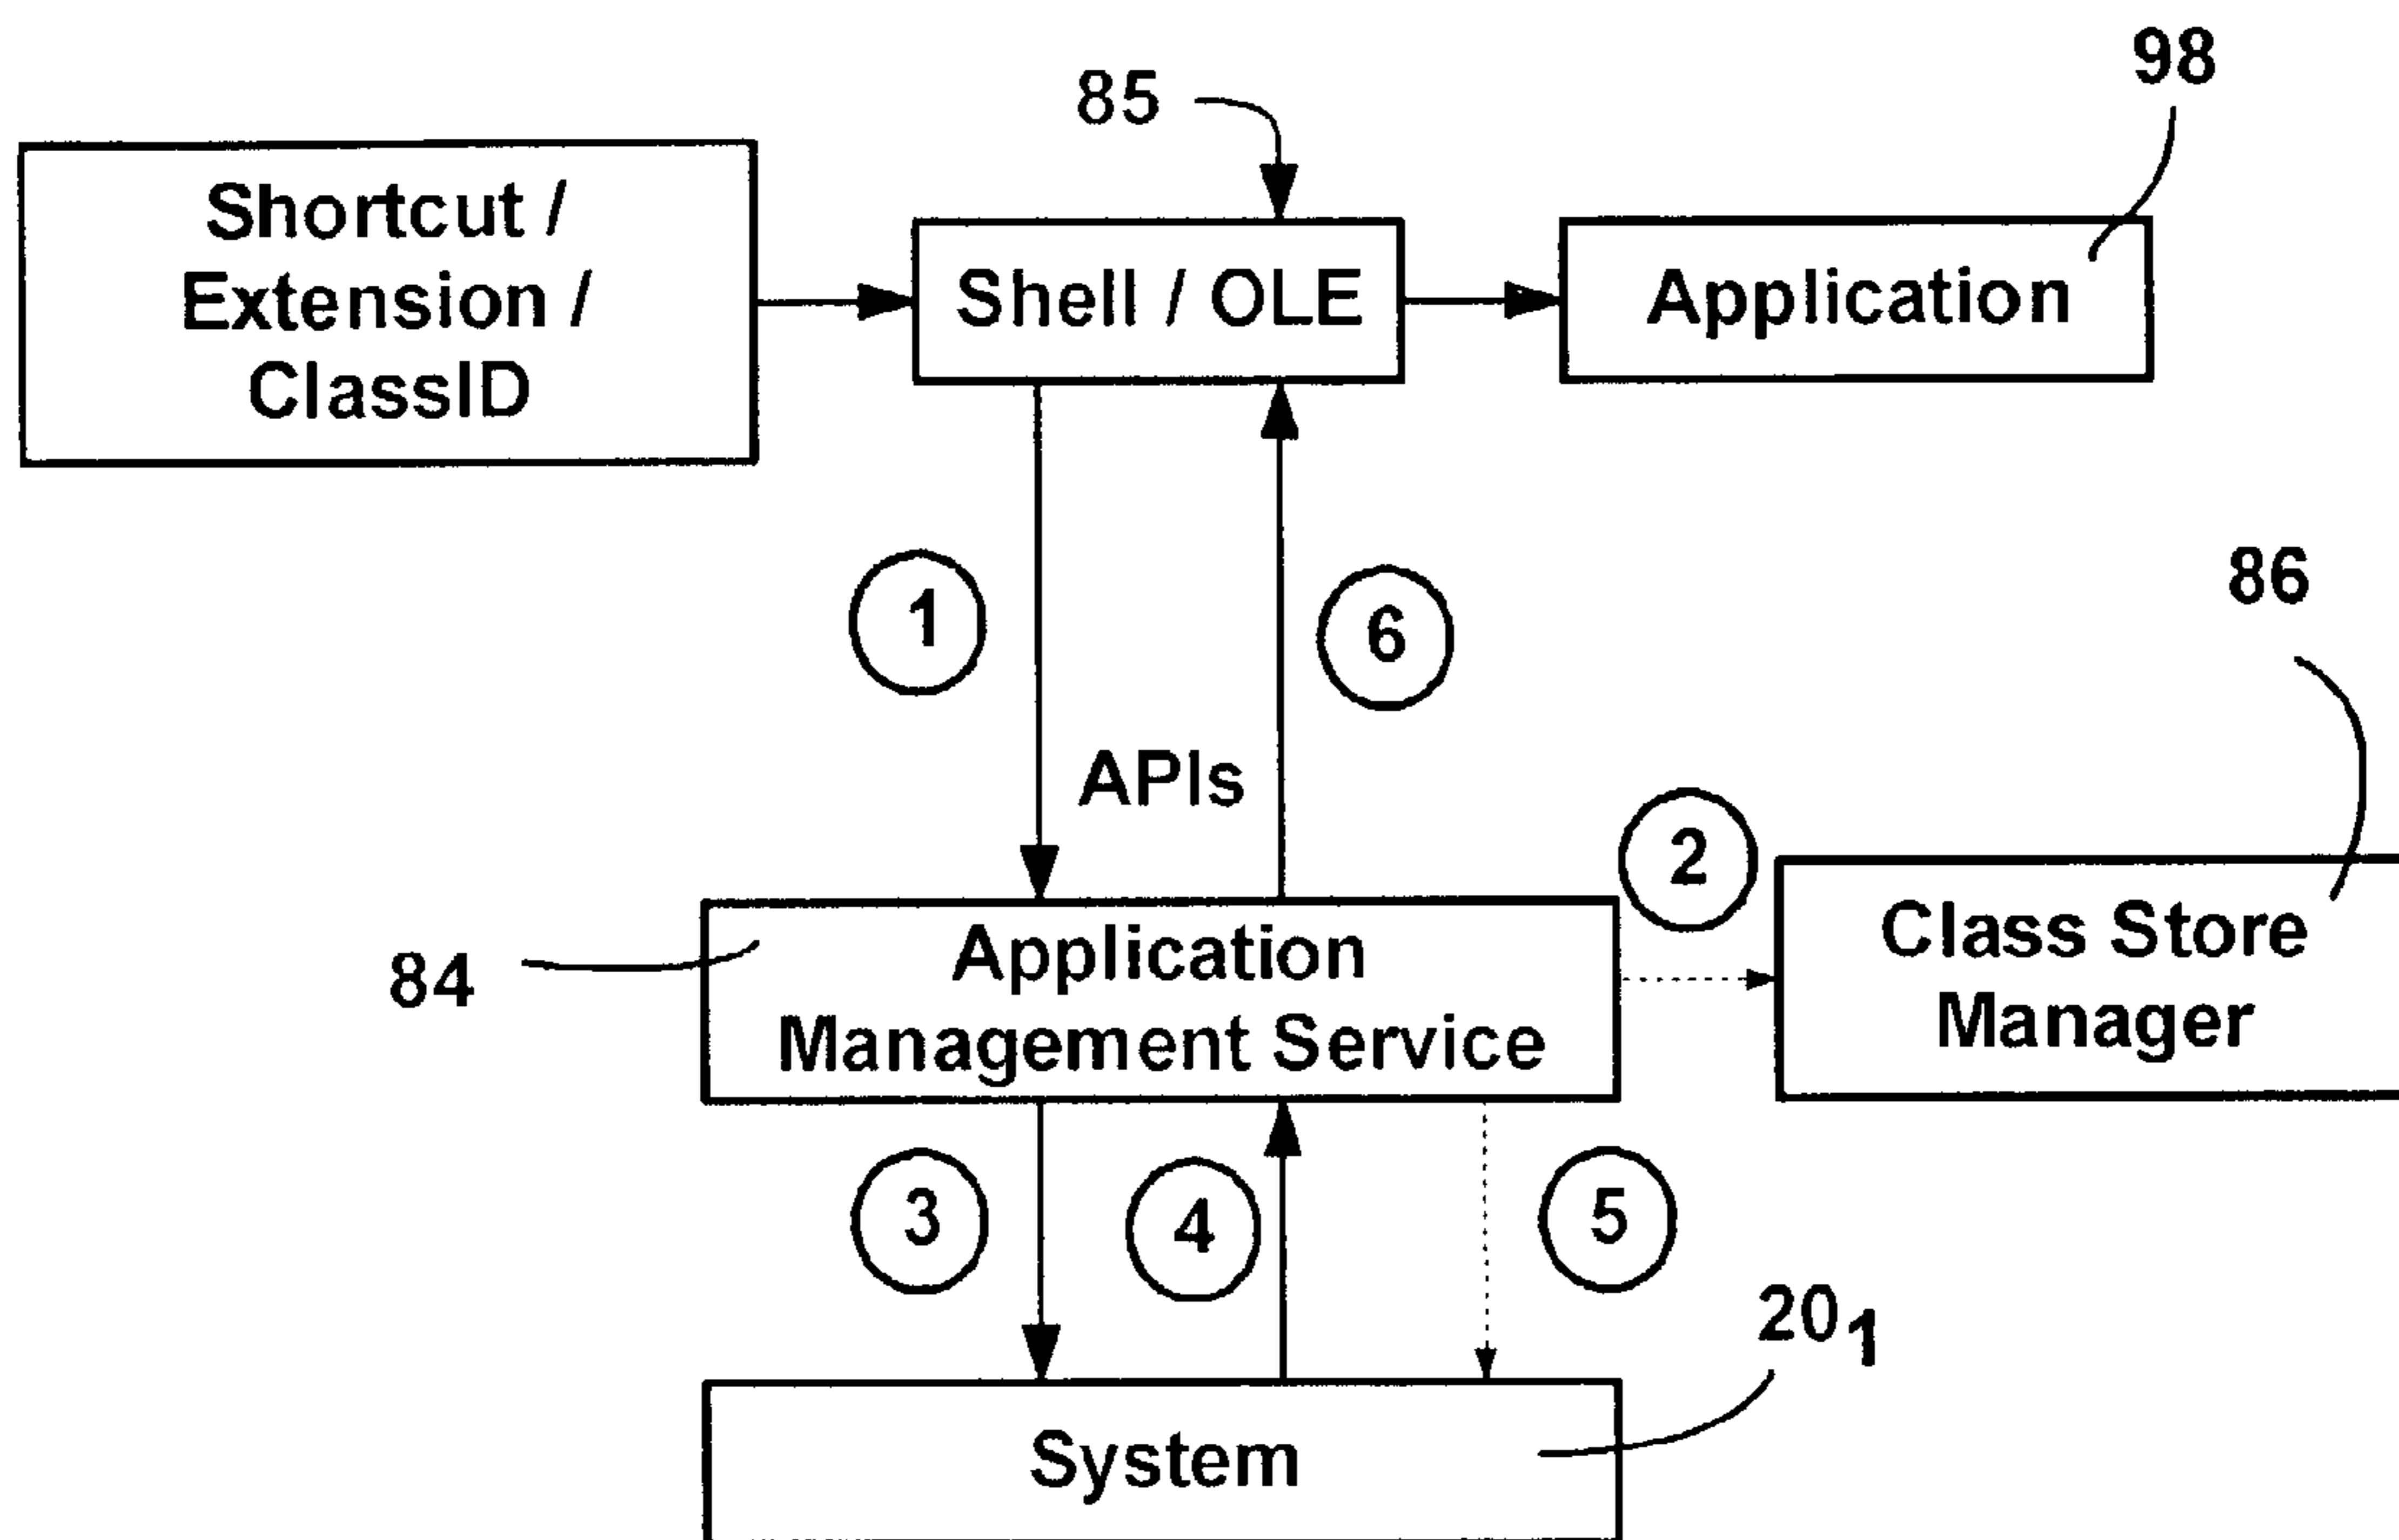 98
85
Shortcut /
Extension /
ClassID
Shell / OLE
Application
86
1
6
APIs
2
84
Application
Management Service
Class Store
Manager
3
4
5
20₁
System